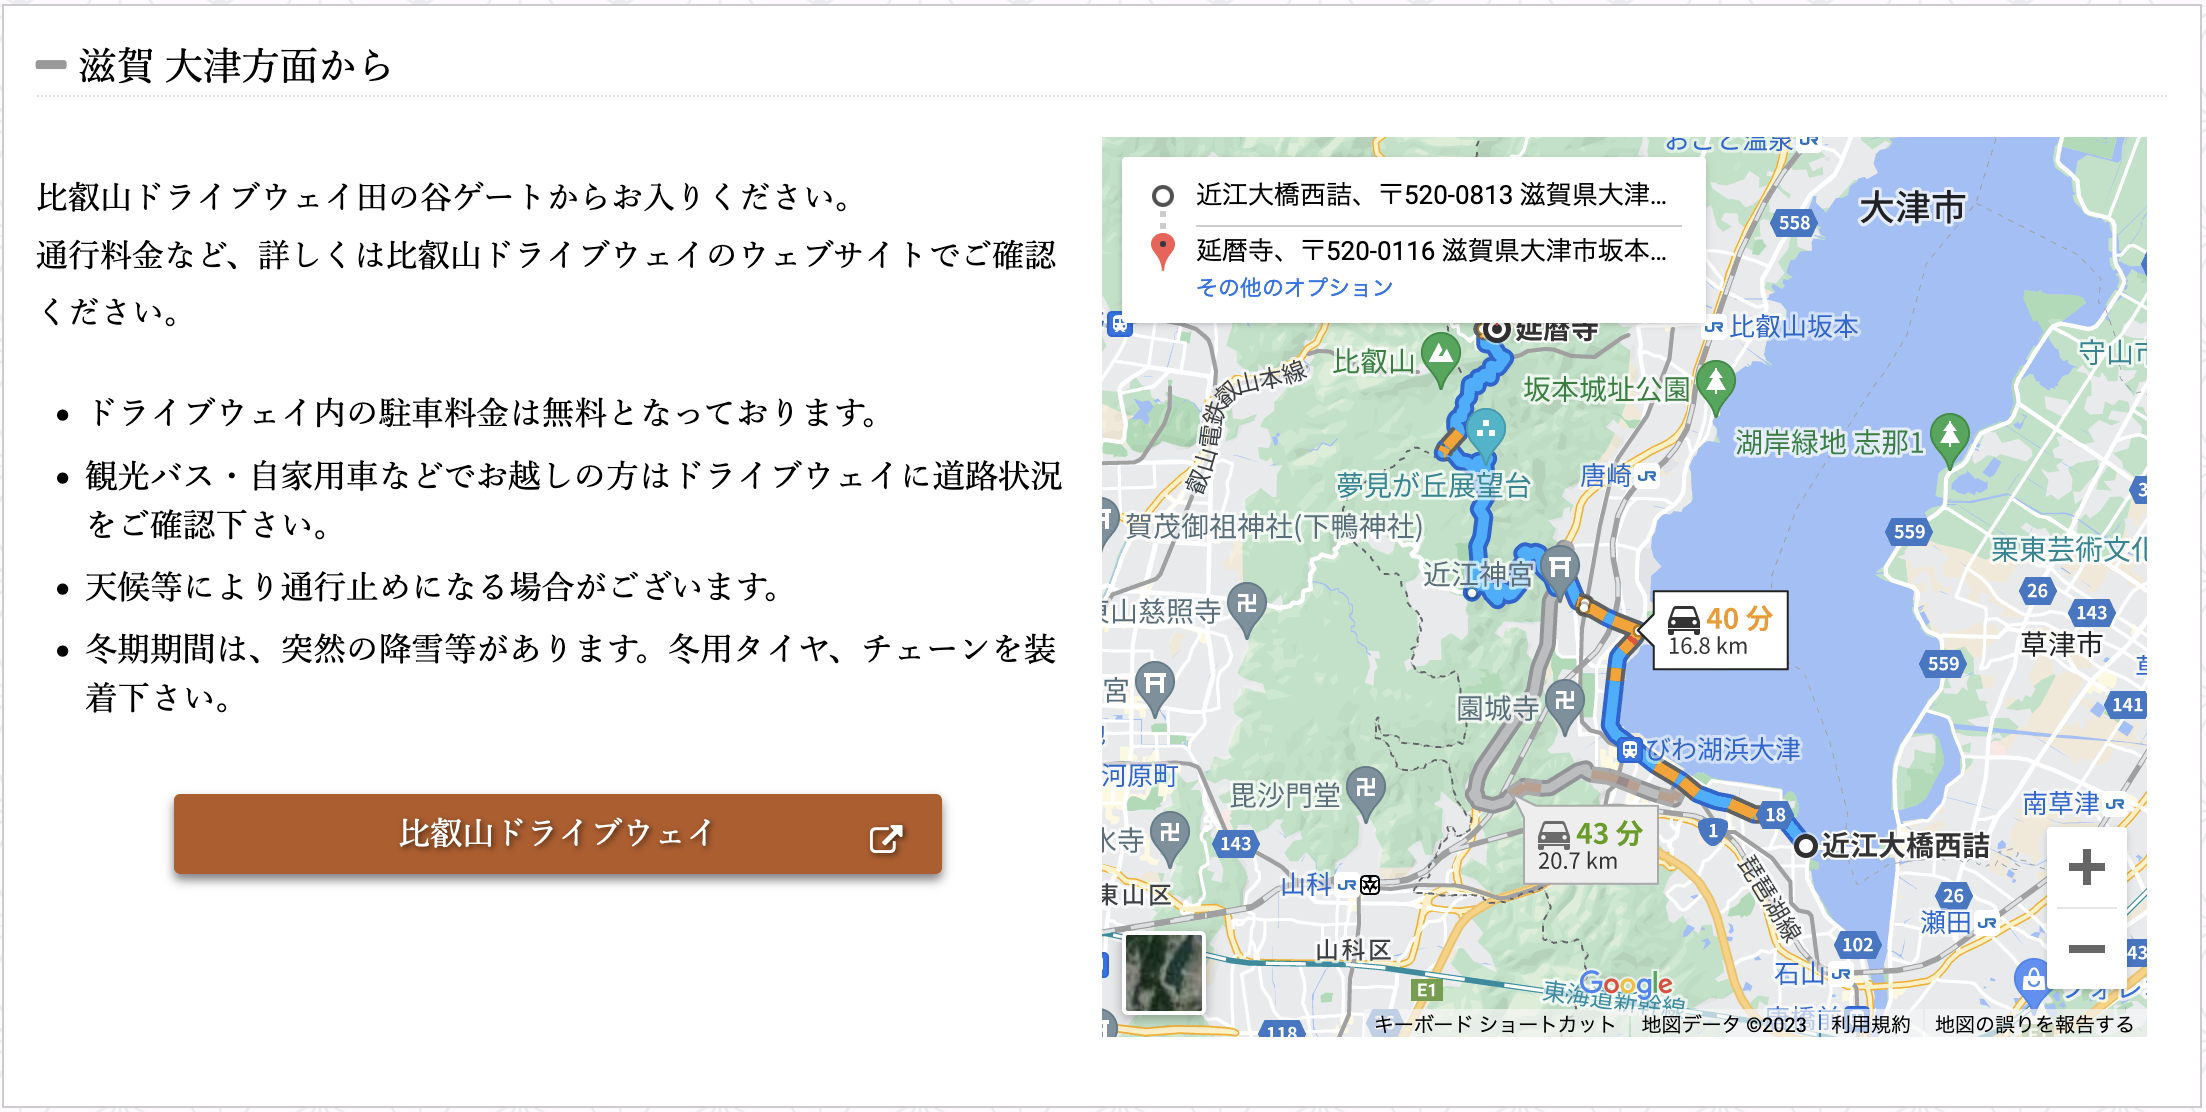 滋賀 大津方面から
比叡山ドライブウェイ田の谷ゲートからお入りください。
通行料金など、詳しくは比叡山ドライブウェイのウェブサイトでご確認
ください。
ドライブウェイ内の駐車料金は無料となっております。
観光バス・自家用車などでお越しの方はドライブウェイに道路状況
をご確認下さい。
天候等により通行止めになる場合がございます。
冬期期間は、突然の降雪等があります。冬用タイヤ、チェーンを装
着下さい。
比叡山ドライブウェイ
おごと温泉 JR
近江大橋西詰、〒520-0813 滋賀県大津...
延暦寺、〒520-0116 滋賀県大津市坂本...
その他のオプション
大津市
558
延暦寺
JR 比叡山坂本
守山市
比叡山
叡山電鉄叡山本線
坂本城址公園
湖岸緑地 志那1
夢見が丘展望台
唐崎 JR
賀茂御祖神社(下鴨神社)
559
栗東芸術文化
近江神宮
26
143
東山慈照寺
40 分
16.8 km
草津市
559
宮
園城寺
141
びわ湖浜大津
河原町
毘沙門堂
南草津 JR
18
1
43 分
20.7 km
近江大橋西詰
水寺
143
山科 JR
東山区
琵琶湖線
26
瀬田 JR
山科区
102
43
石山 JR
E1
Google
東海道新幹線
118
キーボード ショートカット
地図データ ©2023
利用規約
地図の誤りを報告する